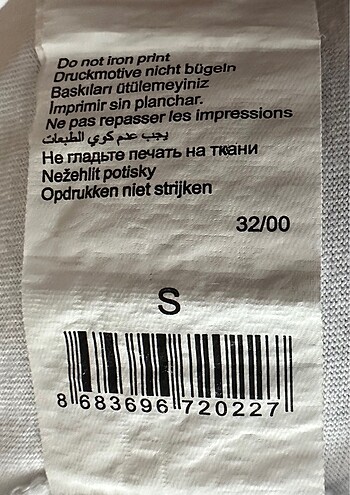 Do not iron print
Druckmotive nicht bügeln
Baskıları ütülemeyiniz
Imprimir sin planchar.
Ne pas repasser les impressions
يجب عدم كوي الطبعات
Не гладьте печать на ткани
Nežehlit potisky
Opdrukken niet strijken
32/00
S
8 683696 720227